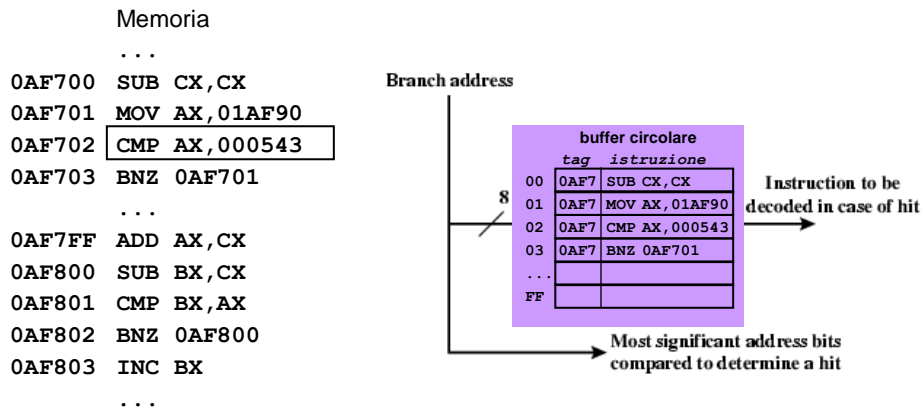 Memoria
...
0AF700 SUB CX,CX
0AF701 MOV AX,01AF90
0AF702 CMP AX,000543
0AF703 BNZ 0AF701
...
0AF7FF ADD AX,CX
0AF800 SUB BX,CX
0AF801 CMP BX,AX
0AF802 BNZ 0AF800
0AF803 INC BX
...
Branch address
8
buffer circolare
tag istruzione
00 0AF7 SUB CX,CX
01 0AF7 MOV AX,01AF90
02 0AF7 CMP AX,000543
03 0AF7 BNZ 0AF701
...
FF
Instruction to be
decoded in case of hit
Most significant address bits
compared to determine a hit